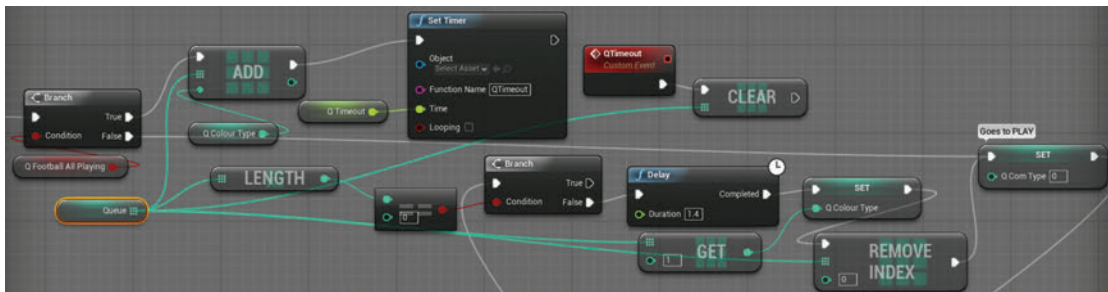 Set Timer
Object
Select Asset
Function Name QTimeout
Time
Looping
QTimeout
Custom Event
ADD
CLEAR
Branch
True
Condition
False
Q Timeout
Q Colour Type
Q Football All Playing
Goes to PLAY
SET
Q Com Type 0
LENGTH
Branch
True
Condition
False
Delay
Completed
Duration 1.4
SET
Q Colour Type
Queue
==
0
GET
1
REMOVE
INDEX
0